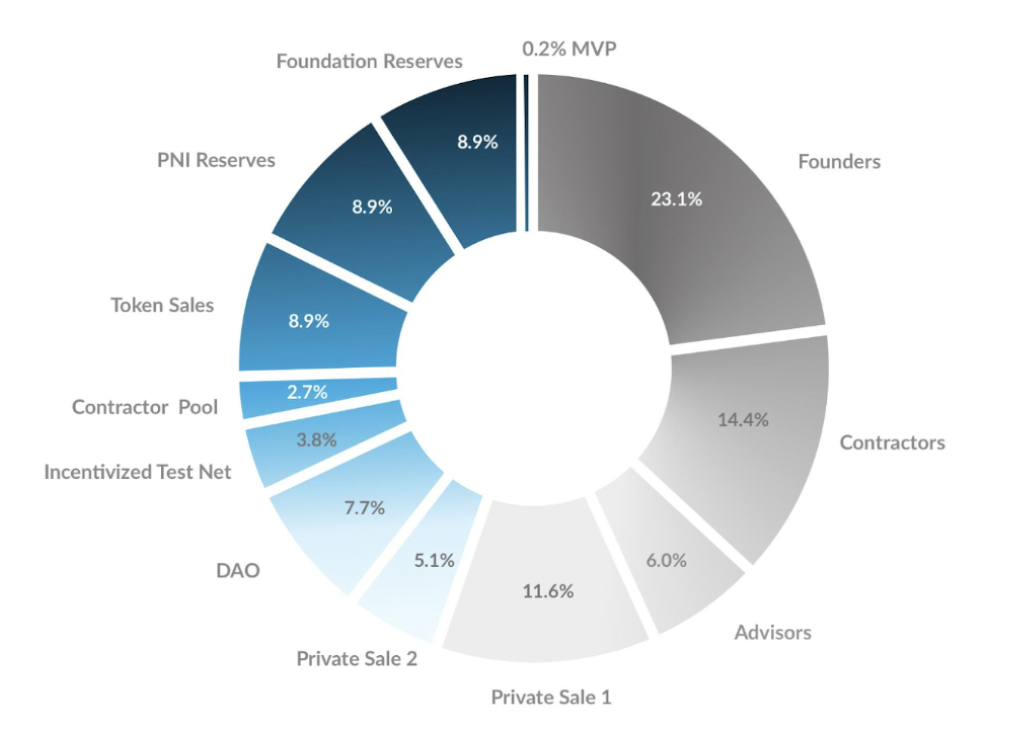 0.2% MVP
Foundation Reserves
8.9%
PNI Reserves
8.9%
Founders
23.1%
Token Sales
8.9%
Contractor Pool
2.7%
Contractors
14.4%
Incentivized Test Net
3.8%
DAO
7.7%
Private Sale 2
5.1%
Private Sale 1
11.6%
Advisors
6.0%